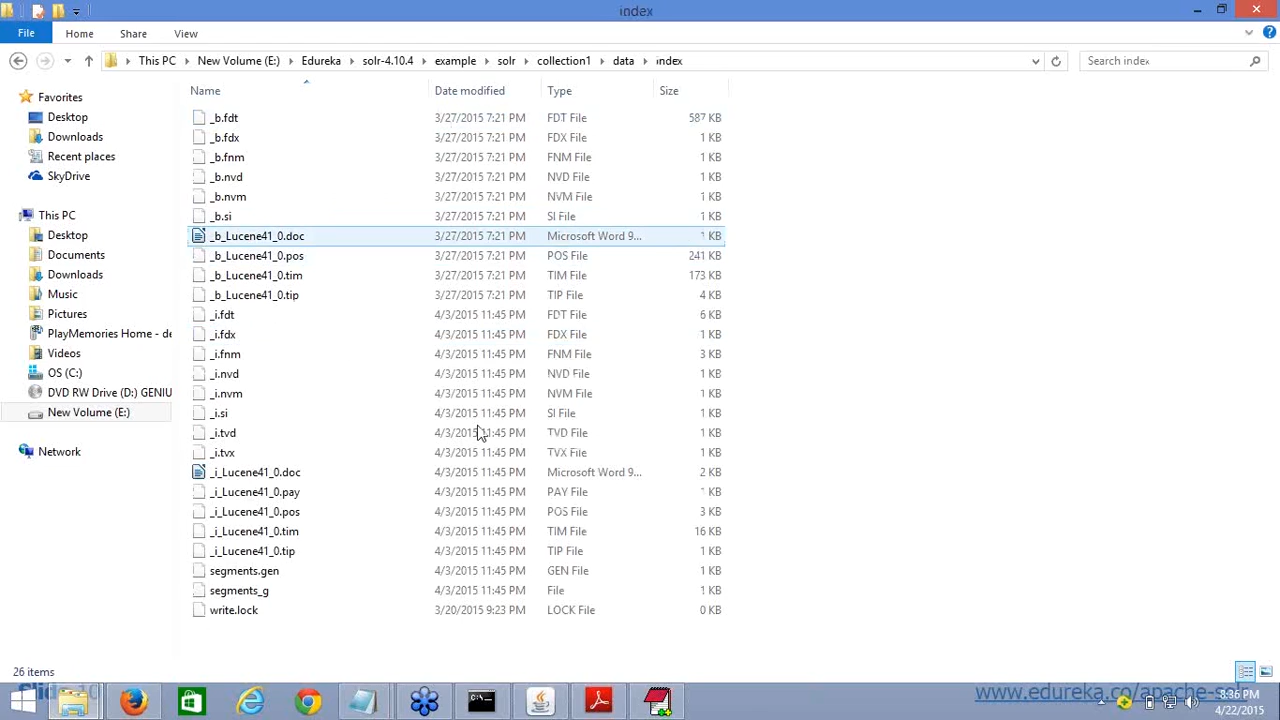 index
File Home Share View
This PC New Volume (E:) Edureka solr-4.10.4 example solr collection1 data index Search index
Name Date modified Type Size
Favorites
Desktop
Downloads
Recent places
SkyDrive
This PC
Desktop
Documents
Downloads
Music
Pictures
PlayMemories Home - de
Videos
OS (C:)
DVD RW Drive (D:) GENIU
New Volume (E:)
Network
_b.fdt 3/27/2015 7:21 PM FDT File 587 KB
_b.fdx 3/27/2015 7:21 PM FDX File 1 KB
_b.fnm 3/27/2015 7:21 PM FNM File 1 KB
_b.nvd 3/27/2015 7:21 PM NVD File 1 KB
_b.nvm 3/27/2015 7:21 PM NVM File 1 KB
_b.si 3/27/2015 7:21 PM SI File 1 KB
_b_Lucene41_0.doc 3/27/2015 7:21 PM Microsoft Word 9... 1 KB
_b_Lucene41_0.pos 3/27/2015 7:21 PM POS File 241 KB
_b_Lucene41_0.tim 3/27/2015 7:21 PM TIM File 173 KB
_b_Lucene41_0.tip 3/27/2015 7:21 PM TIP File 4 KB
_i.fdt 4/3/2015 11:45 PM FDT File 6 KB
_i.fdx 4/3/2015 11:45 PM FDX File 1 KB
_i.fnm 4/3/2015 11:45 PM FNM File 3 KB
_i.nvd 4/3/2015 11:45 PM NVD File 1 KB
_i.nvm 4/3/2015 11:45 PM NVM File 1 KB
_i.si 4/3/2015 11:45 PM SI File 1 KB
_i.tvd 4/3/2015 11:45 PM TVD File 1 KB
_i.tvx 4/3/2015 11:45 PM TVX File 1 KB
_i_Lucene41_0.doc 4/3/2015 11:45 PM Microsoft Word 9... 2 KB
_i_Lucene41_0.pay 4/3/2015 11:45 PM PAY File 1 KB
_i_Lucene41_0.pos 4/3/2015 11:45 PM POS File 3 KB
_i_Lucene41_0.tim 4/3/2015 11:45 PM TIM File 16 KB
_i_Lucene41_0.tip 4/3/2015 11:45 PM TIP File 1 KB
segments.gen 4/3/2015 11:45 PM GEN File 1 KB
segments_g 4/3/2015 11:45 PM File 1 KB
write.lock 3/20/2015 9:23 PM LOCK File 0 KB
26 items
www.edureka.co/apache-s
8:36 PM
4/22/2015